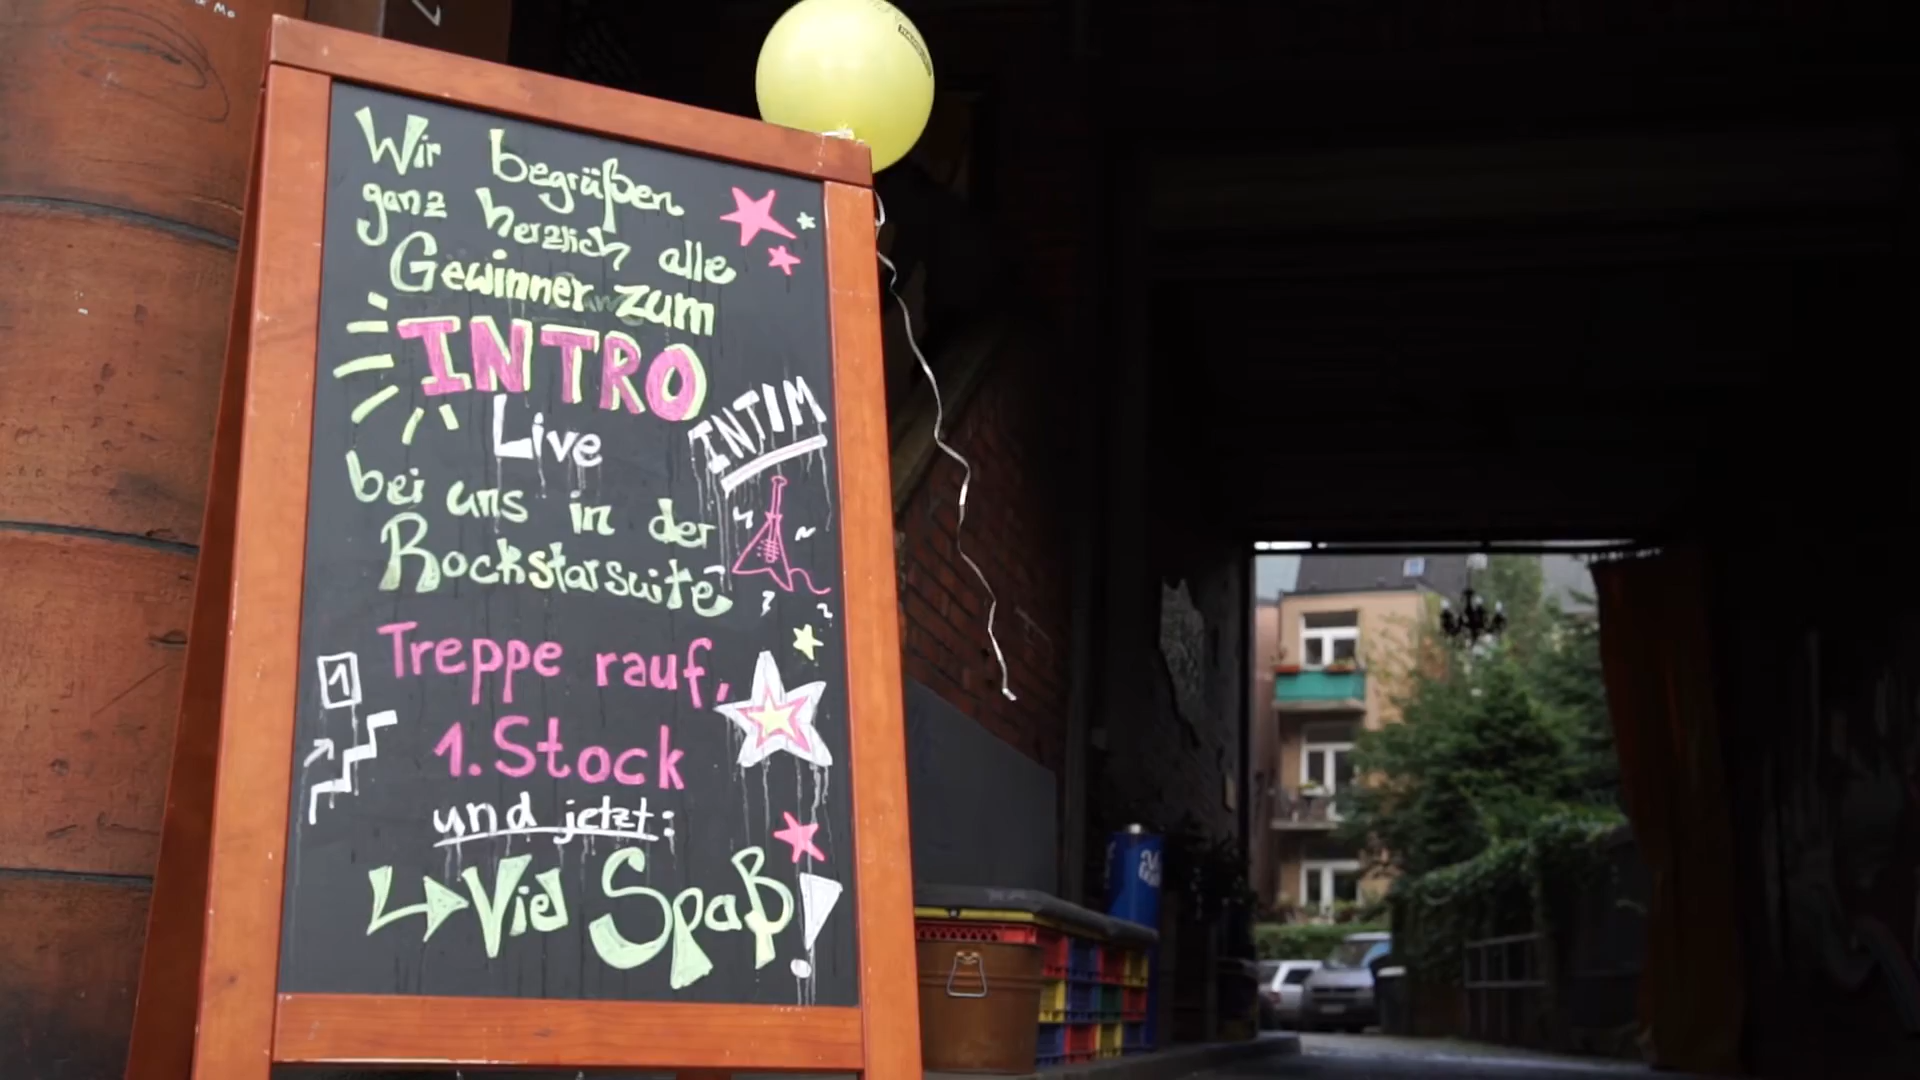 Wir begrüßen
ganz herzlich alle
Gewinner zum
INTRO
Live
INTIM
bei uns in der
Rockstarsuite
Treppe rauf,
1
1. Stock
und jetzt:
Viel Spaß!